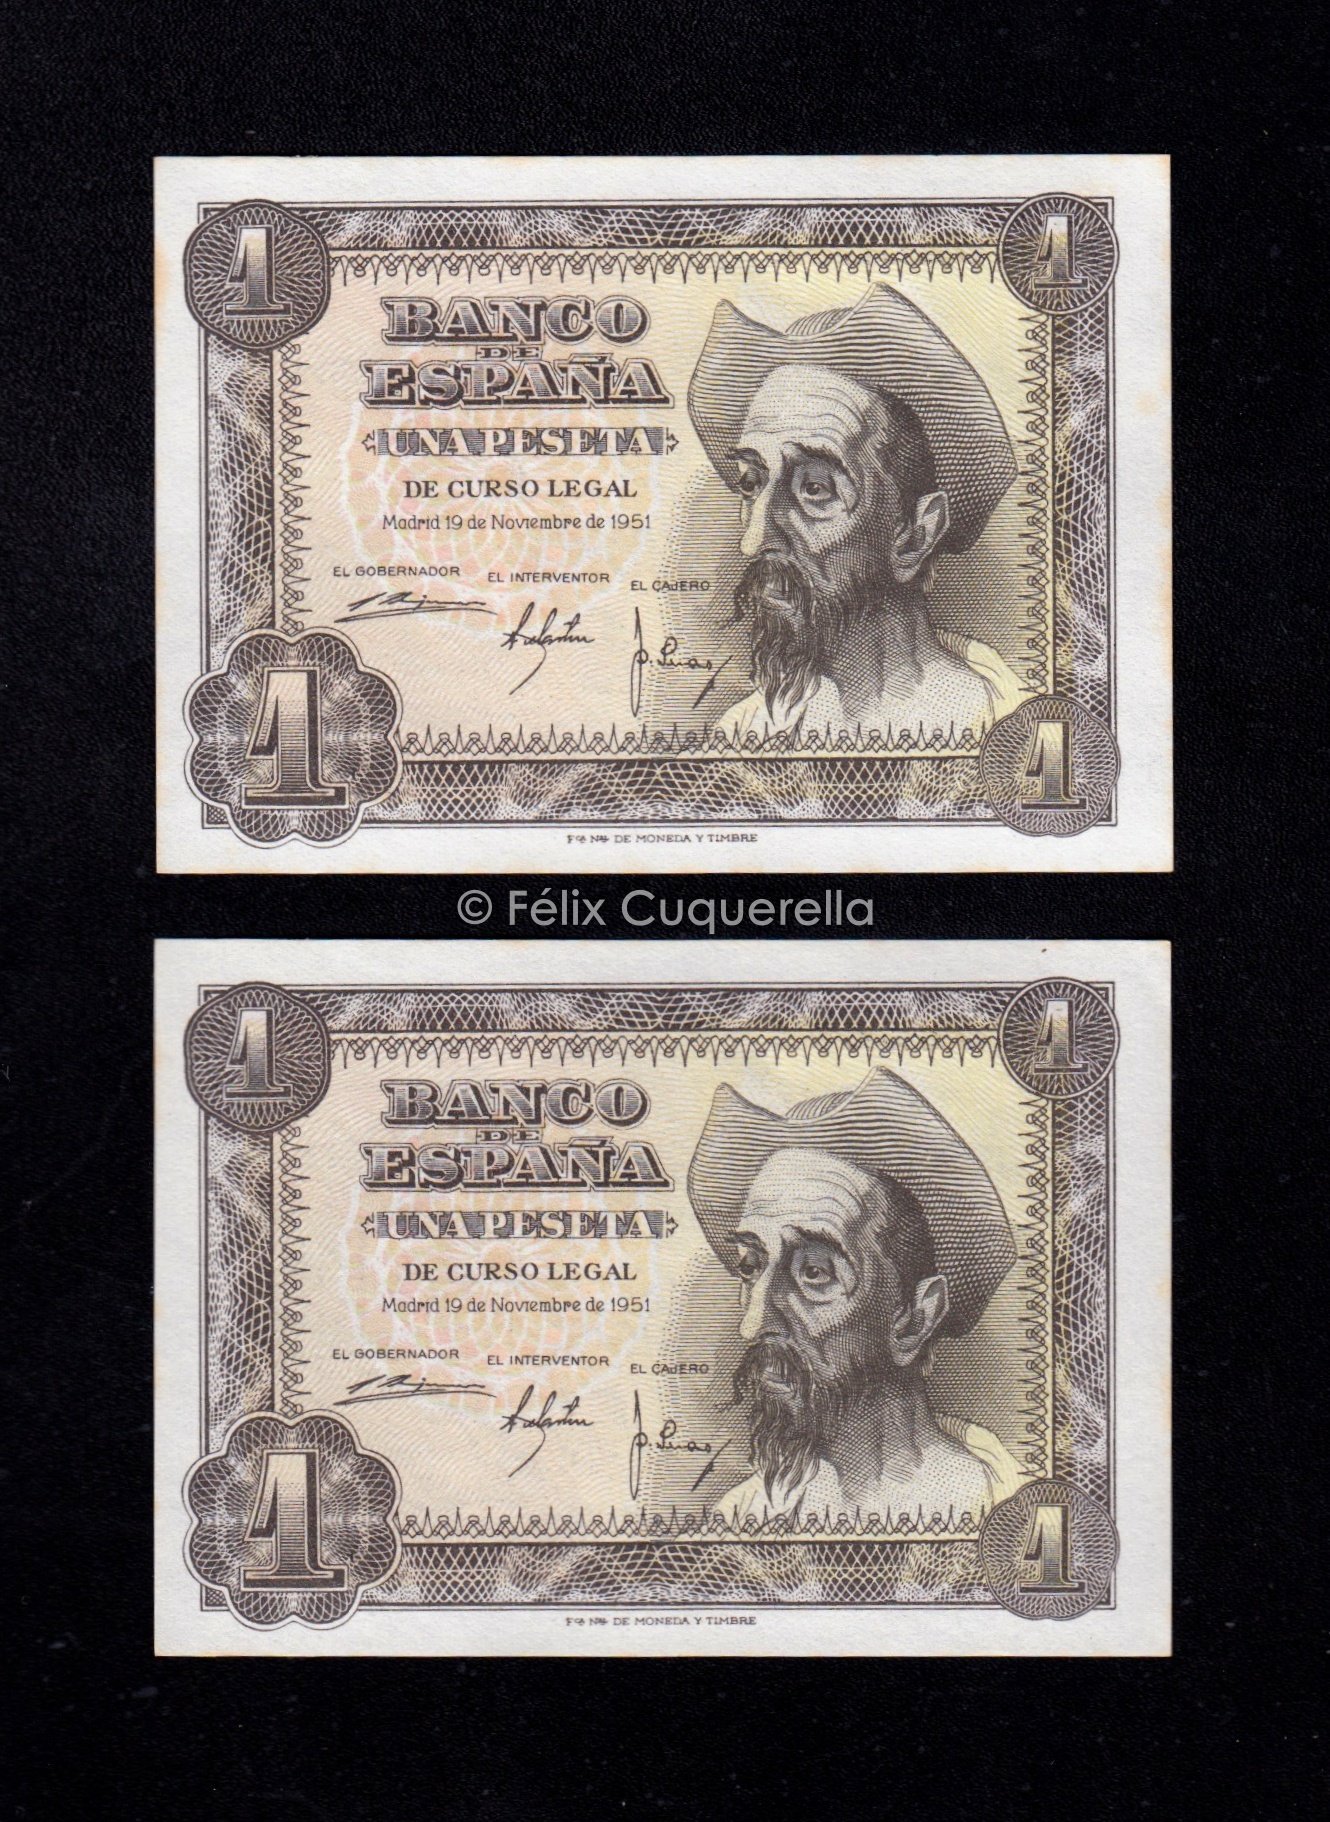 1 1
BANCO
DE
ESPAÑA
UNA PESETA
DE CURSO LEGAL
Madrid 19 de Noviembre de 1951
EL GOBERNADOR EL INTERVENTOR EL CAJERO
1 1
Fca Nal DE MONEDA Y TIMBRE
© Félix Cuquerella
1 1
BANCO
DE
ESPAÑA
UNA PESETA
DE CURSO LEGAL
Madrid 19 de Noviembre de 1951
EL GOBERNADOR EL INTERVENTOR EL CAJERO
1 1
Fca Nal DE MONEDA Y TIMBRE